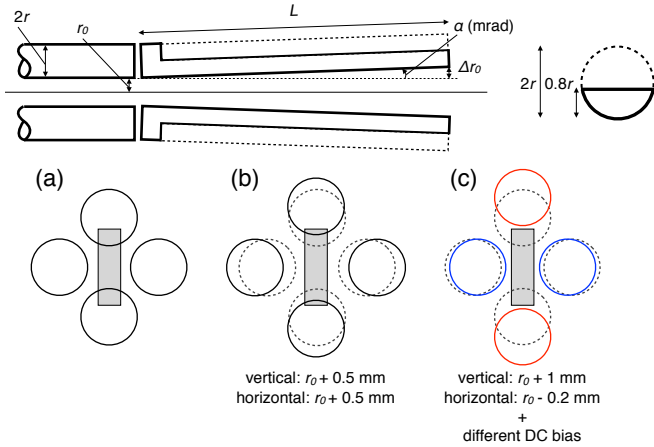 L
2r
r₀
α (mrad)
Δr₀
2r
0.8r
(a)
(b)
(c)
vertical: r₀ + 0.5 mm
horizontal: r₀ + 0.5 mm
vertical: r₀ + 1 mm
horizontal: r₀ - 0.2 mm
+
different DC bias